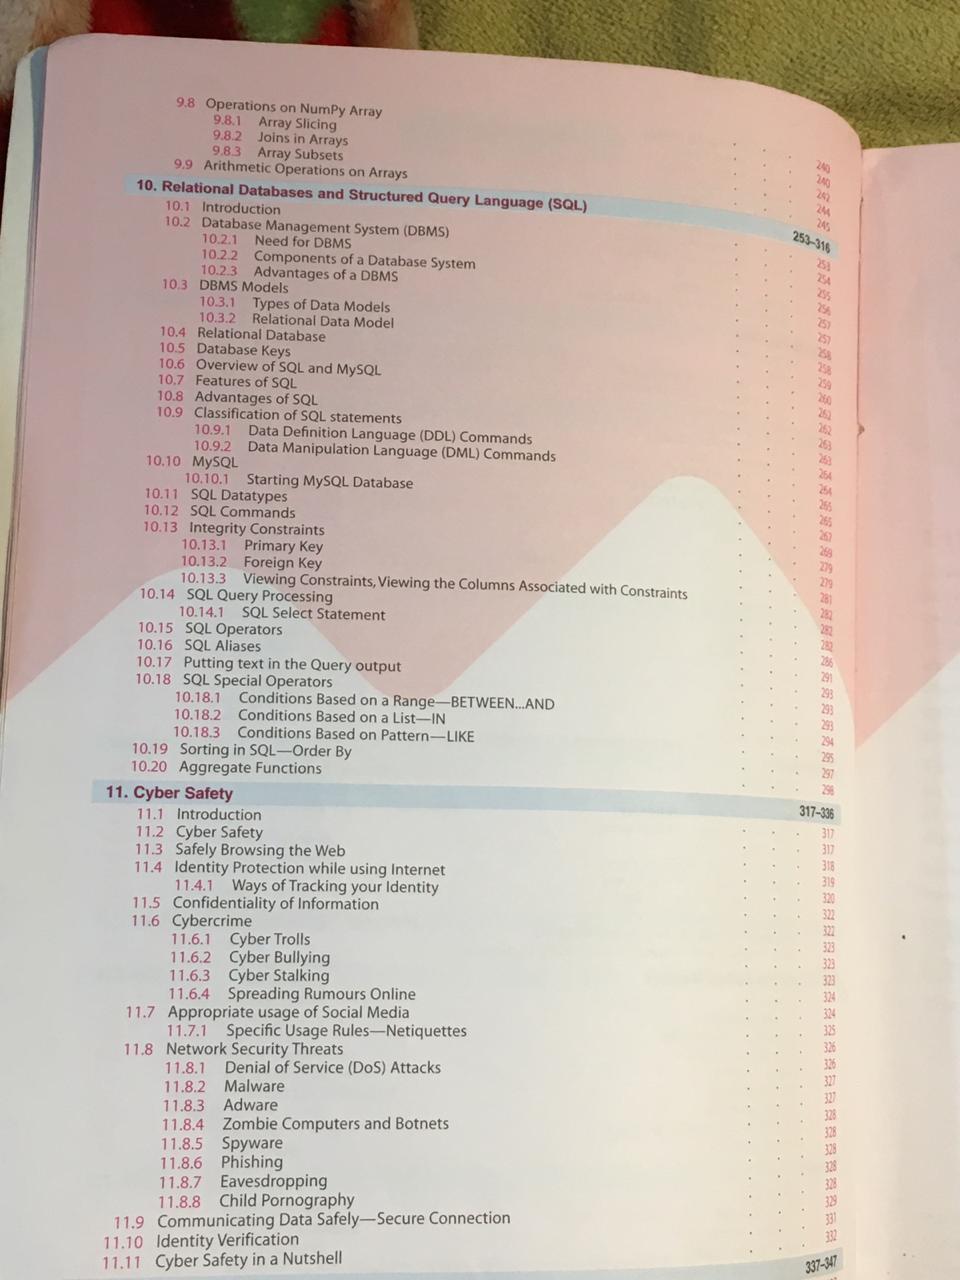 9.8 Operations on NumPy Array 240
9.8.1 Array Slicing 240
9.8.2 Joins in Arrays 242
9.8.3 Array Subsets 244
9.9 Arithmetic Operations on Arrays 245
10. Relational Databases and Structured Query Language (SQL) 253–316
10.1 Introduction 253
10.2 Database Management System (DBMS) 254
10.2.1 Need for DBMS 255
10.2.2 Components of a Database System 256
10.2.3 Advantages of a DBMS 257
10.3 DBMS Models 257
10.3.1 Types of Data Models 258
10.3.2 Relational Data Model 258
10.4 Relational Database 259
10.5 Database Keys 260
10.6 Overview of SQL and MySQL 262
10.7 Features of SQL 262
10.8 Advantages of SQL 263
10.9 Classification of SQL statements 263
10.9.1 Data Definition Language (DDL) Commands 264
10.9.2 Data Manipulation Language (DML) Commands 264
10.10 MySQL 265
10.10.1 Starting MySQL Database 265
10.11 SQL Datatypes 267
10.12 SQL Commands 269
10.13 Integrity Constraints 279
10.13.1 Primary Key 279
10.13.2 Foreign Key 281
10.13.3 Viewing Constraints, Viewing the Columns Associated with Constraints 282
10.14 SQL Query Processing 282
10.14.1 SQL Select Statement 282
10.15 SQL Operators 286
10.16 SQL Aliases 291
10.17 Putting text in the Query output 293
10.18 SQL Special Operators 293
10.18.1 Conditions Based on a Range—BETWEEN...AND 293
10.18.2 Conditions Based on a List—IN 294
10.18.3 Conditions Based on Pattern—LIKE 295
10.19 Sorting in SQL—Order By 297
10.20 Aggregate Functions 298
11. Cyber Safety 317–336
11.1 Introduction 317
11.2 Cyber Safety 317
11.3 Safely Browsing the Web 318
11.4 Identity Protection while using Internet 319
11.4.1 Ways of Tracking your Identity 320
11.5 Confidentiality of Information 322
11.6 Cybercrime 322
11.6.1 Cyber Trolls 323
11.6.2 Cyber Bullying 323
11.6.3 Cyber Stalking 323
11.6.4 Spreading Rumours Online 324
11.7 Appropriate usage of Social Media 324
11.7.1 Specific Usage Rules—Netiquettes 325
11.8 Network Security Threats 326
11.8.1 Denial of Service (DoS) Attacks 326
11.8.2 Malware 327
11.8.3 Adware 327
11.8.4 Zombie Computers and Botnets 328
11.8.5 Spyware 328
11.8.6 Phishing 328
11.8.7 Eavesdropping 328
11.8.8 Child Pornography 328
11.9 Communicating Data Safely—Secure Connection 329
11.10 Identity Verification 331
11.11 Cyber Safety in a Nutshell 332
337–347